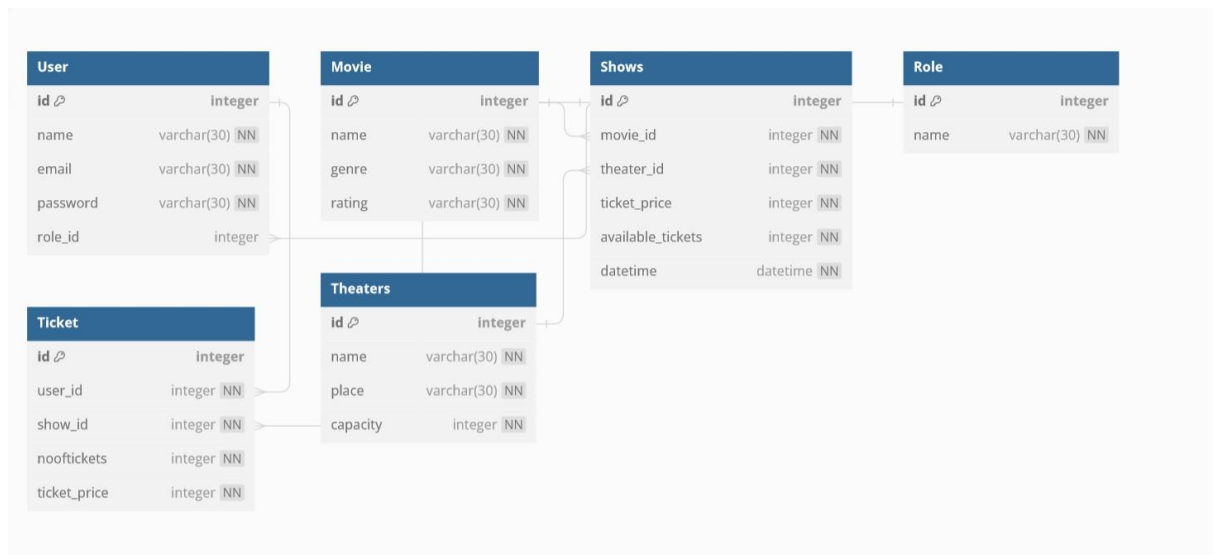 User
id integer
name varchar(30) NN
email varchar(30) NN
password varchar(30) NN
role_id integer
Movie
id integer
name varchar(30) NN
genre varchar(30) NN
rating varchar(30) NN
Shows
id integer
movie_id integer NN
theater_id integer NN
ticket_price integer NN
available_tickets integer NN
datetime datetime NN
Role
id integer
name varchar(30) NN
Ticket
id integer
user_id integer NN
show_id integer NN
nooftickets integer NN
ticket_price integer NN
Theaters
id integer
name varchar(30) NN
place varchar(30) NN
capacity integer NN